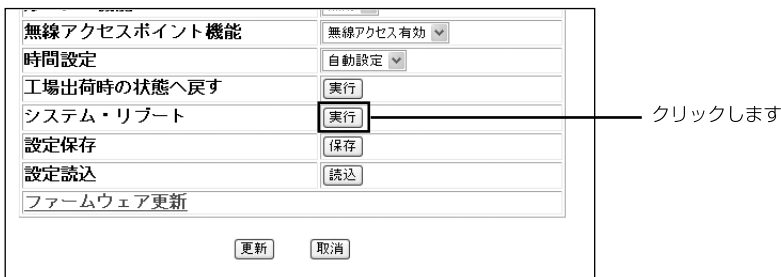 無線アクセスポイント機能 無線アクセス有効
時間設定 自動設定
工場出荷時の状態へ戻す 実行
システム・リブート 実行 クリックします
設定保存 保存
設定読込 読込
ファームウェア更新
更新 取消